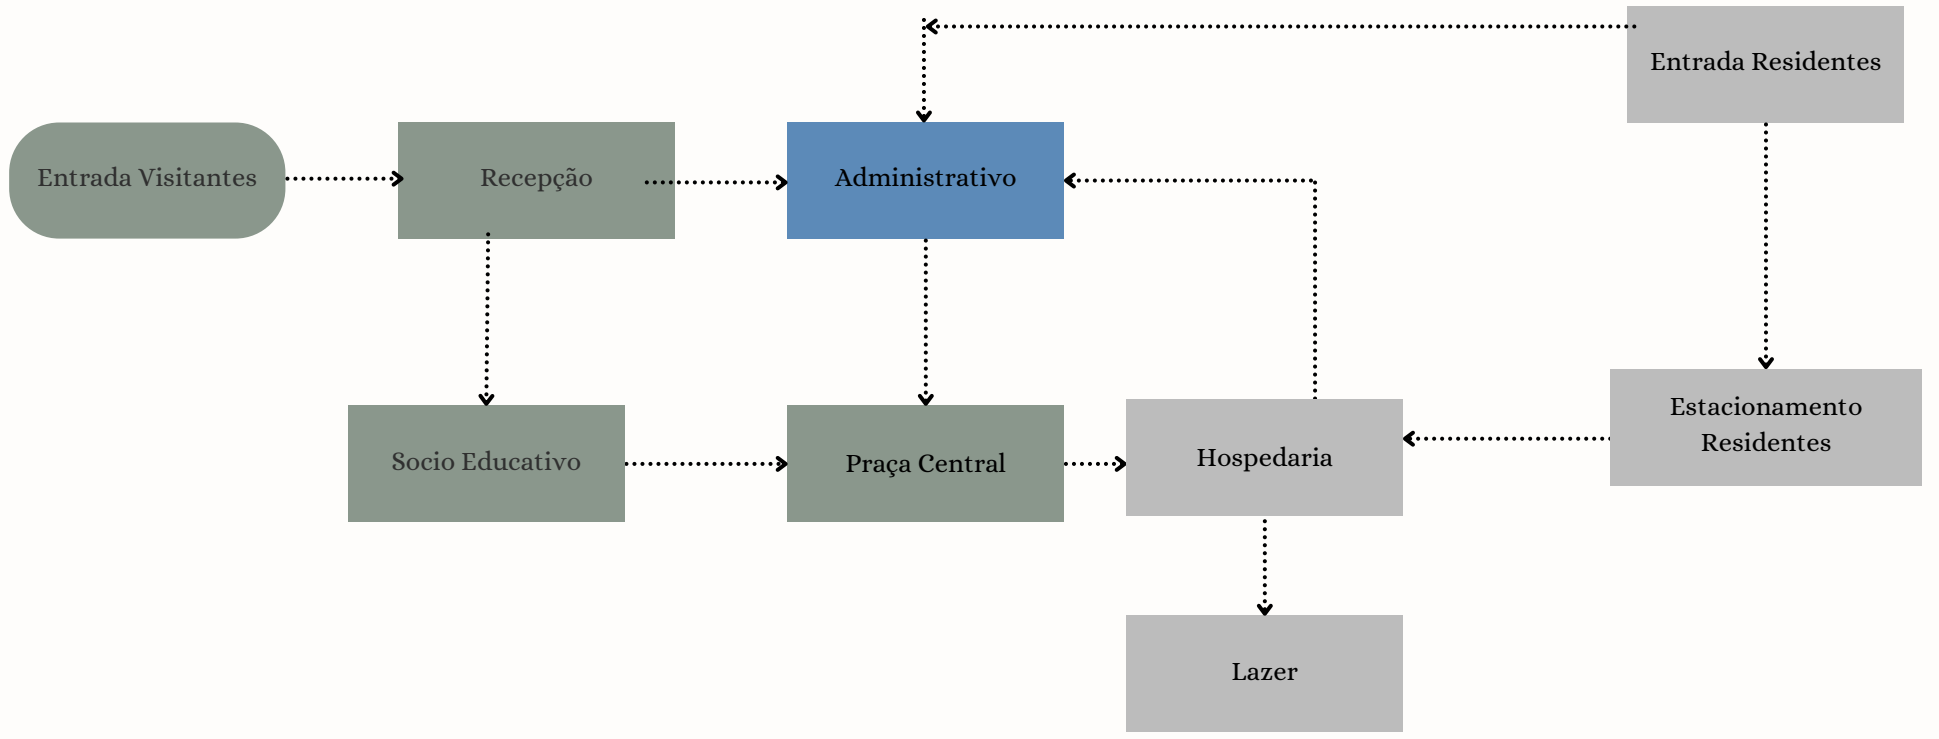 Entrada Residentes
Entrada Visitantes
Recepção
Administrativo
Estacionamento
Residentes
Socio Educativo
Praça Central
Hospedaria
Lazer